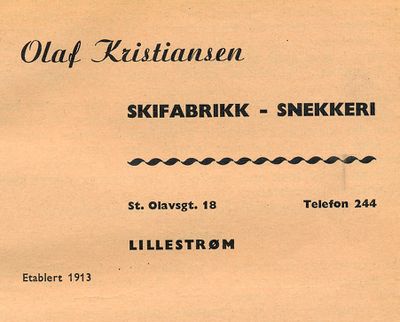 Olaf Kristiansen
SKIFABRIKK - SNEKKERI
St. Olavsgt. 18 Telefon 244
LILLESTRØM
Etablert 1913